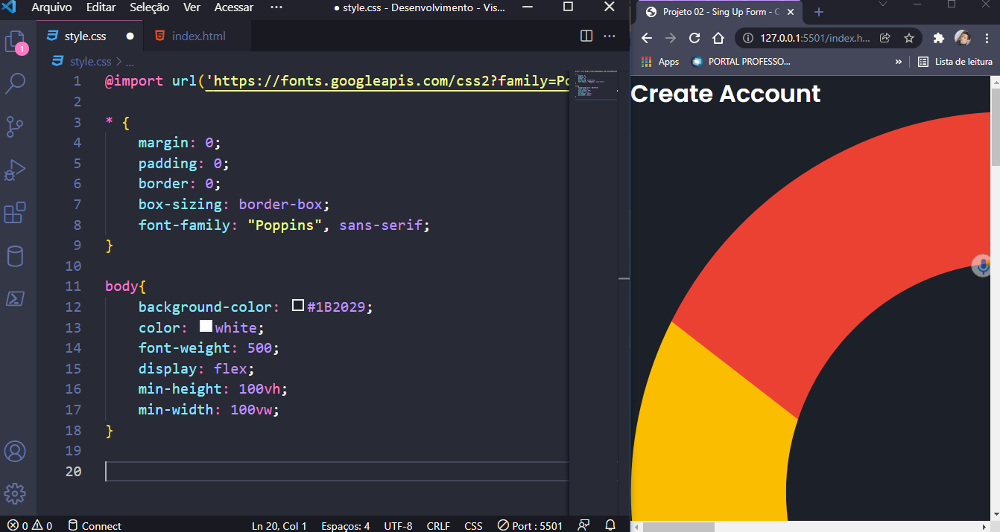 Arquivo Editar Seleção Ver Acessar ··· ● style.css - Desenvolvimento - Vis...
style.css ● index.html ···
1
style.css > ...
1 @import url('https://fonts.googleapis.com/css2?family=Po
2
3 * {
4 margin: 0;
5 padding: 0;
6 border: 0;
7 box-sizing: border-box;
8 font-family: "Poppins", sans-serif;
9 }
10
11 body{
12 background-color: #1B2029;
13 color: white;
14 font-weight: 500;
15 display: flex;
16 min-height: 100vh;
17 min-width: 100vw;
18 }
19
20
0 0 Connect Ln 20, Col 1 Espaços: 4 UTF-8 CRLF CSS Port : 5501
Projeto 02 - Sing Up Form - C
127.0.0.1:5501/index.h...
Apps PORTAL PROFESSO... » Lista de leitura
Create Account